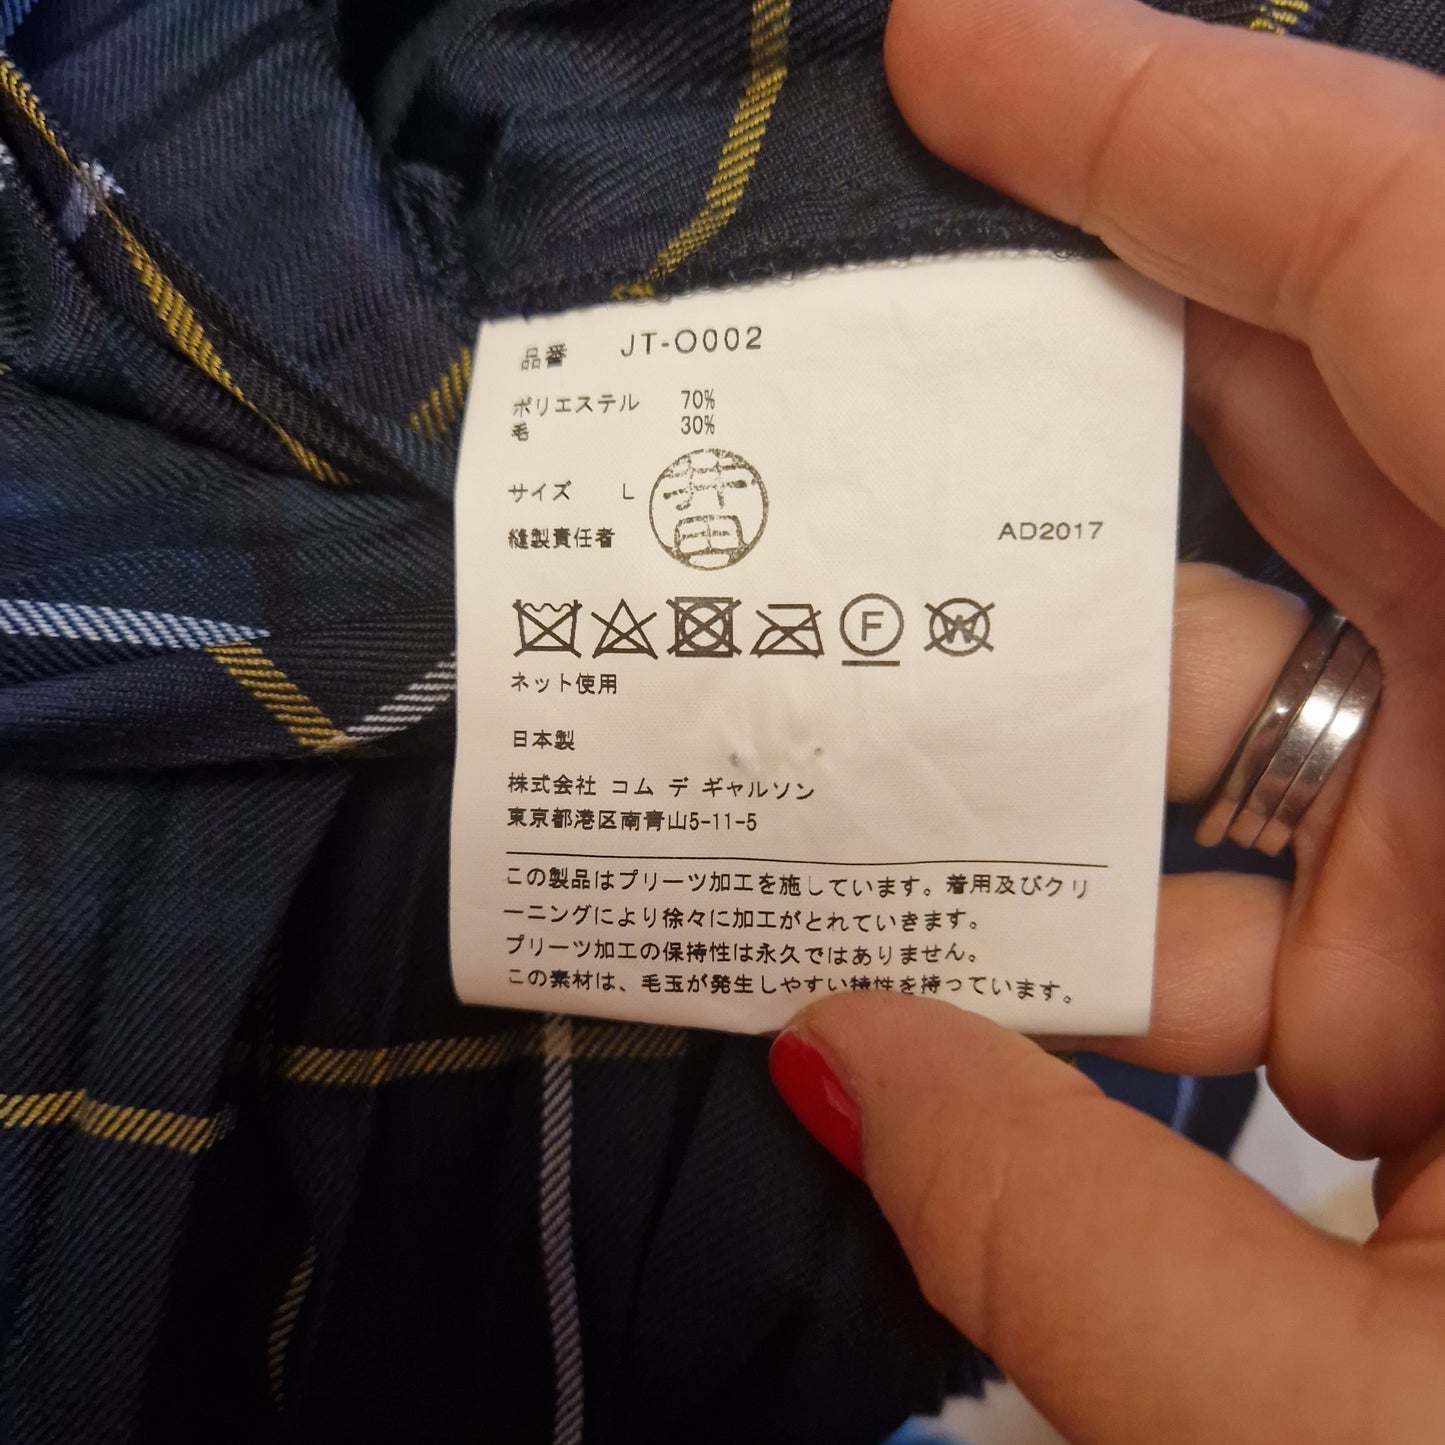 品番 JT-O002
ポリエステル 70%
毛 30%
サイズ L
縫製責任者 井田
AD2017
F W
ネット使用
日本製
株式会社 コム デ ギャルソン
東京都港区南青山5-11-5
この製品はプリーツ加工を施しています。着用及びクリ
ーニングにより徐々に加工がとれていきます。
プリーツ加工の保持性は永久ではありません。
この素材は、毛玉が発生しやすい特性を持っています。